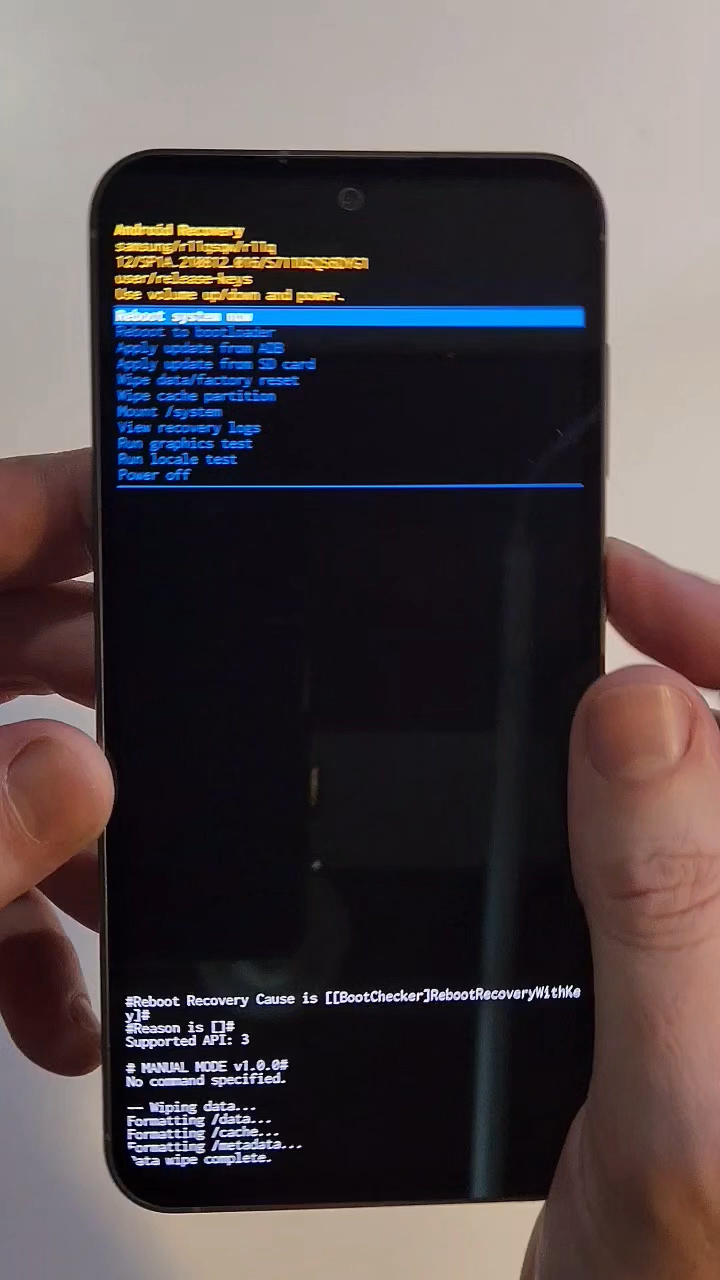 Android Recovery
samsung/r11qsqw/r11q
user/release-keys
Use volume up/down and power.
Reboot system now
Reboot to bootloader
Apply update from ADB
Apply update from SD card
Wipe data/factory reset
Wipe cache partition
Mount /system
View recovery logs
Run graphics test
Run locale test
Power off
#Reboot Recovery Cause is [[BootChecker]RebootRecoveryWithKe
y]#
#Reason is []#
Supported API: 3
# MANUAL MODE v1.0.0#
No command specified.
-- Wiping data...
Formatting /data...
Formatting /cache...
Formatting /metadata...
Data wipe complete.